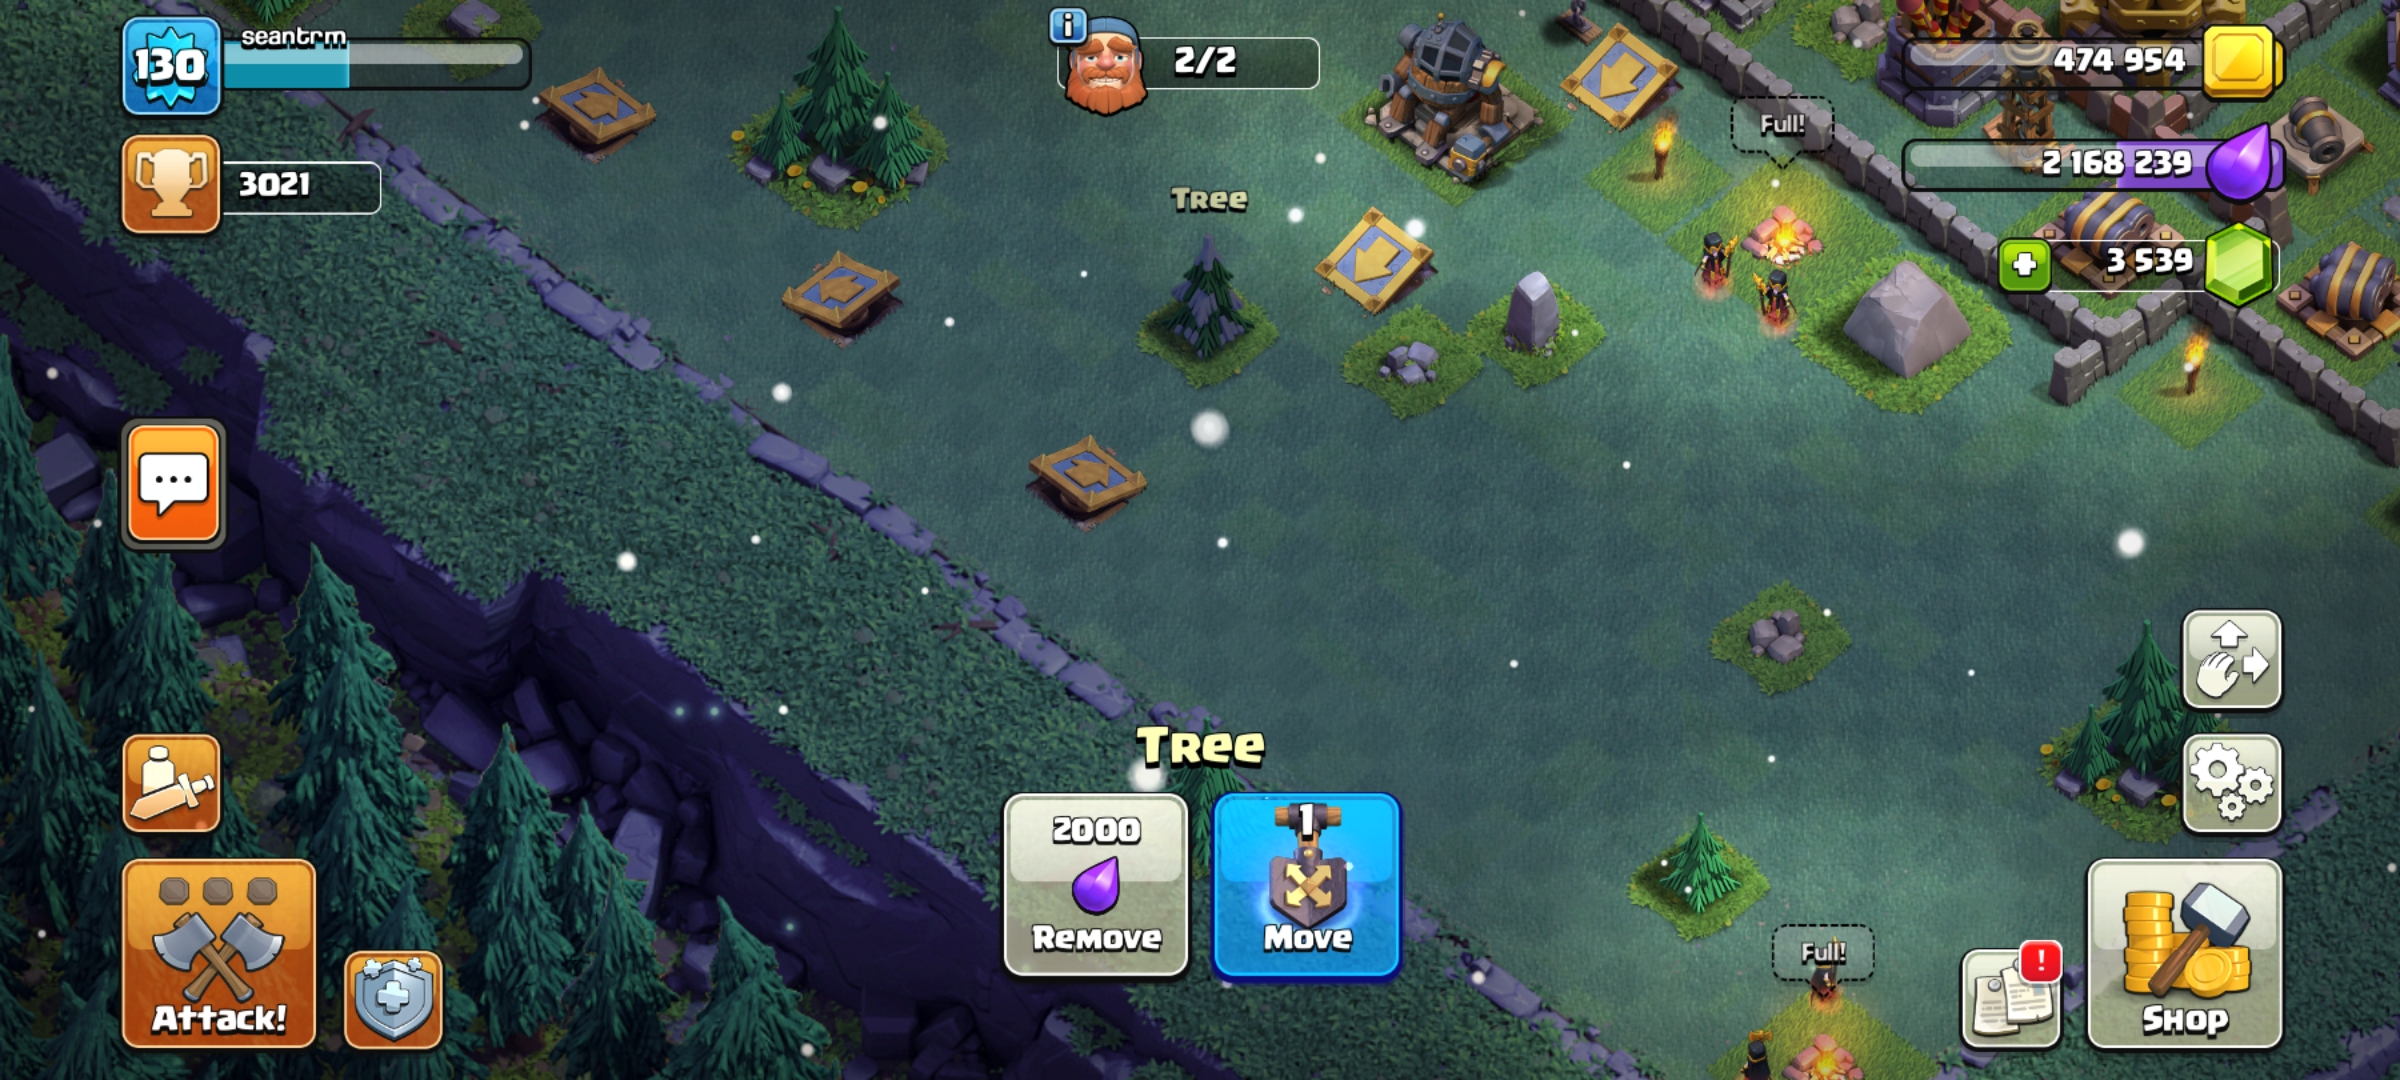 130
seantrm
2/2
474 954
Full!
2 168 239
3021
Tree
3 539
Tree
2000
1
Remove
Move
Full!
!
Attack!
Shop